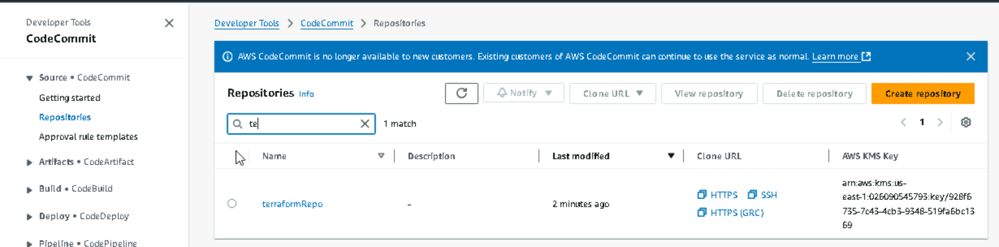 Developer Tools
CodeCommit
Source • CodeCommit
Getting started
Repositories
Approval rule templates
Artifacts • CodeArtifact
Build • CodeBuild
Deploy • CodeDeploy
Pipeline • CodePipeline
Developer Tools > CodeCommit > Repositories
AWS CodeCommit is no longer available to new customers. Existing customers of AWS CodeCommit can continue to use the service as normal. Learn more
Repositories Info
Notify
Clone URL
View repository
Delete repository
Create repository
te
1 match
1
Name Description Last modified Clone URL AWS KMS Key
terraformRepo - 2 minutes ago
HTTPS SSH
HTTPS (GRC)
arn:aws:kms:us-
east-1:026090545793:key/928f6
735-7c43-4cb3-9348-519fa6bc13
69